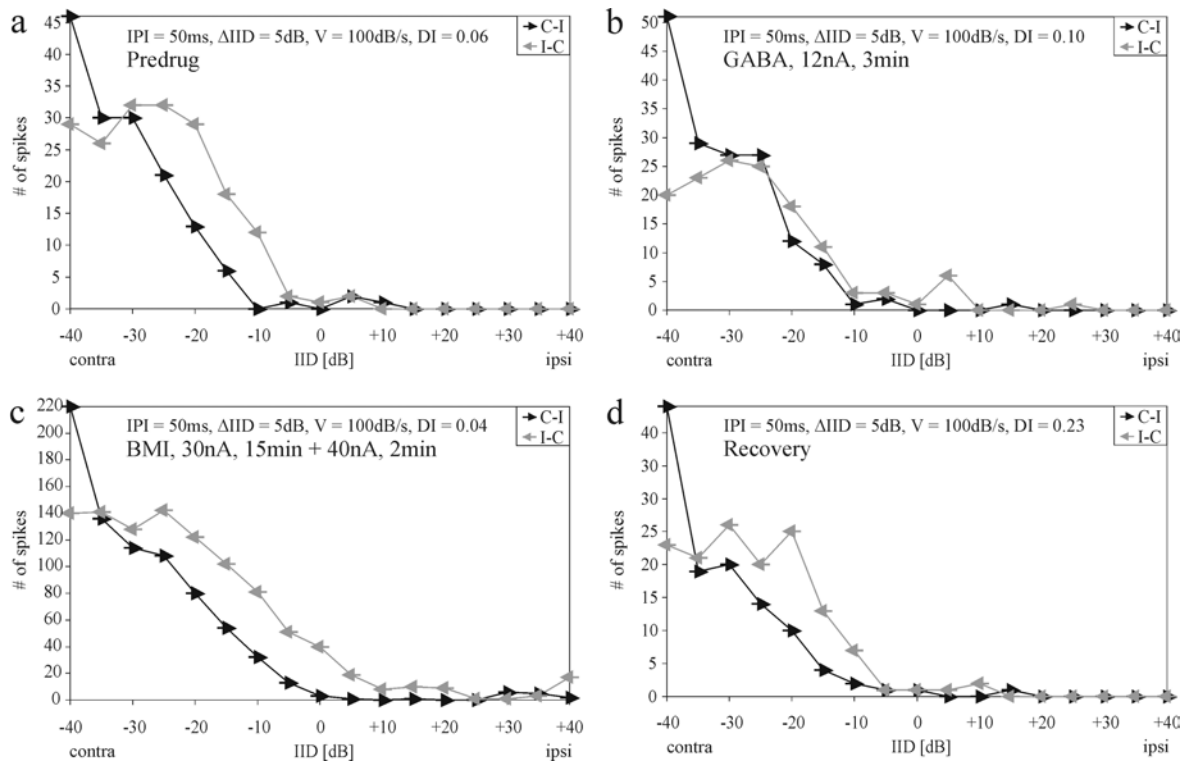 a
IPI = 50ms, ΔIID = 5dB, V = 100dB/s, DI = 0.06
Predrug
C-I
I-C
# of spikes
45
40
35
30
25
20
15
10
5
0
-40
-30
-20
-10
0
+10
+20
+30
+40
contra
IID [dB]
ipsi
b
IPI = 50ms, ΔIID = 5dB, V = 100dB/s, DI = 0.10
GABA, 12nA, 3min
C-I
I-C
# of spikes
50
45
40
35
30
25
20
15
10
5
0
-40
-30
-20
-10
0
+10
+20
+30
+40
contra
IID [dB]
ipsi
c
IPI = 50ms, ΔIID = 5dB, V = 100dB/s, DI = 0.04
BMI, 30nA, 15min + 40nA, 2min
C-I
I-C
# of spikes
220
200
180
160
140
120
100
80
60
40
20
0
-40
-30
-20
-10
0
+10
+20
+30
+40
contra
IID [dB]
ipsi
d
IPI = 50ms, ΔIID = 5dB, V = 100dB/s, DI = 0.23
Recovery
C-I
I-C
# of spikes
40
30
30
25
20
15
10
5
0
-40
-30
-20
-10
0
+10
+20
+30
+40
contra
IID [dB]
ipsi